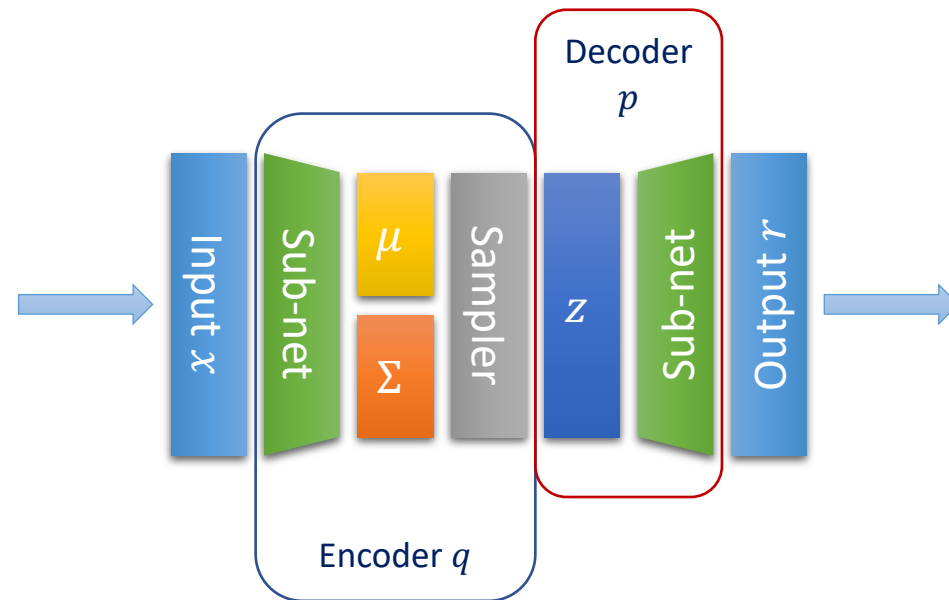 Decoder
p
Input x
Sub-net
μ
Σ
Sampler
z
Sub-net
Output r
Encoder q